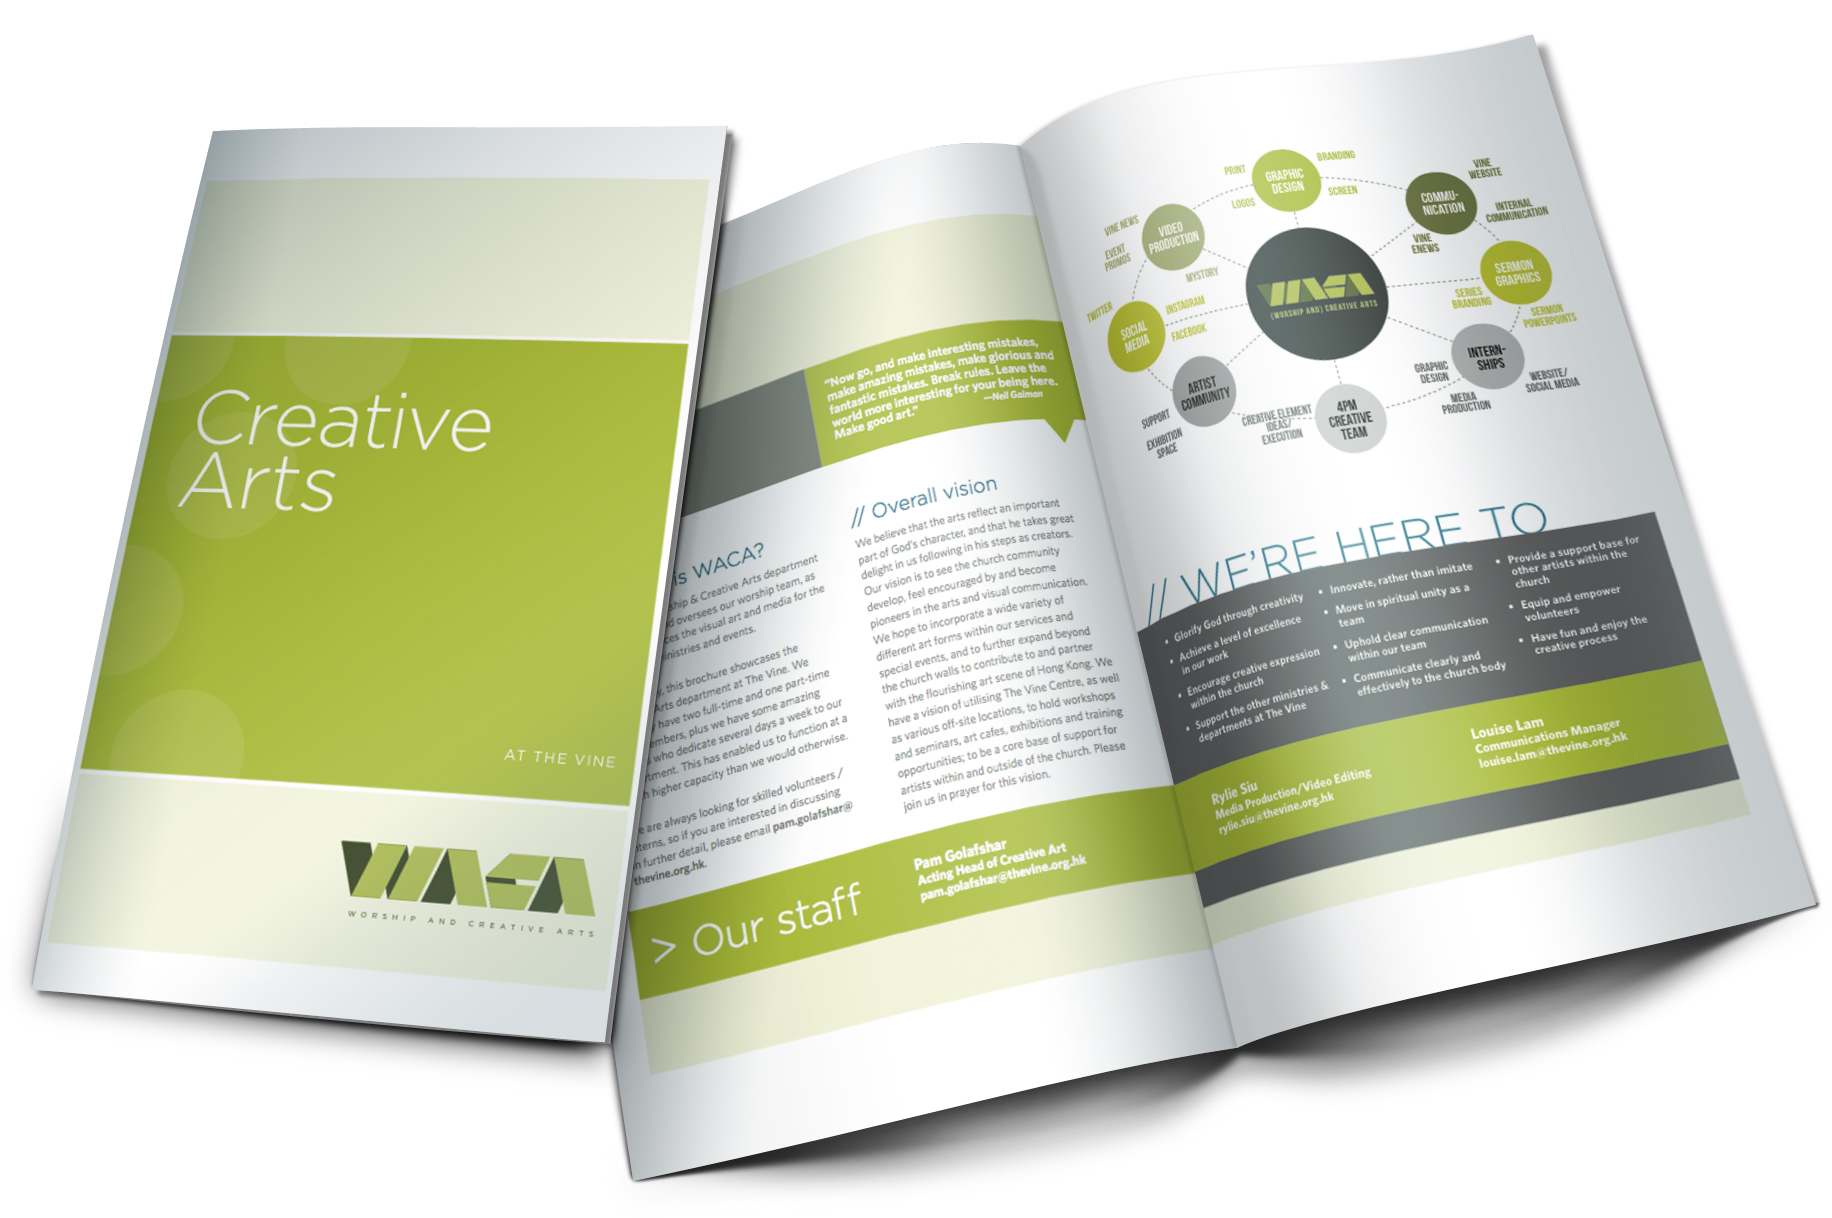 Creative
Arts
AT THE VINE
WACA
WORSHIP AND CREATIVE ARTS
"Now go, and make interesting mistakes,
make amazing mistakes, make glorious and
fantastic mistakes. Break rules. Leave the
world more interesting for your being here.
Make good art."
—Neil Gaiman
is WACA?
ship & Creative Arts department
oversees our worship team, as
the visual art and media for the
ministries and events.
this brochure showcases the
Arts department at The Vine. We
have two full-time and one part-time
plus we have some amazing
who dedicate several days a week to our
This has enabled us to function at a
higher capacity than we would otherwise.
are always looking for skilled volunteers /
so if you are interested in discussing
further detail, please email pam.golafshar@
thevine.org.hk.
// Overall vision
We believe that the arts reflect an important
part of God's character, and that he takes great
delight in us following in his steps as creators.
Our vision is to see the church community
develop, feel encouraged by and become
pioneers in the arts and visual communication.
We hope to incorporate a wide variety of
different art forms within our services and
special events, and to further expand beyond
the church walls to contribute to and partner
with the flourishing art scene of Hong Kong. We
have a vision of utilising The Vine Centre, as well
as various off-site locations, to hold workshops
and seminars, art cafes, exhibitions and training
opportunities; to be a core base of support for
artists within and outside of the church. Please
join us in prayer for this vision.
> Our staff
Pam Golafshar
Acting Head of Creative Art
pam.golafshar@thevine.org.hk
PRINT
BRANDING
GRAPHIC
DESIGN
LOGOS
SCREEN
COMMU-
NICATION
VINE
WEBSITE
INTERNAL
COMMUNICATION
VINE
ENEWS
VINE NEWS
VIDEO
PRODUCTION
EVENT
PROMOS
MYSTORY
WACA
(WORSHIP AND) CREATIVE ARTS
SERMON
GRAPHICS
SERIES
BRANDING
SERMON
POWERPOINTS
TWITTER
INSTAGRAM
SOCIAL
MEDIA
FACEBOOK
INTERN-
SHIPS
GRAPHIC
DESIGN
WEBSITE/
SOCIAL MEDIA
MEDIA
PRODUCTION
ARTIST
COMMUNITY
SUPPORT
EXHIBITION
SPACE
CREATIVE ELEMENT
IDEAS/
EXECUTION
4PM
CREATIVE
TEAM
// WE'RE HERE TO
• Glorify God through creativity
• Achieve a level of excellence
in our work
• Encourage creative expression
within the church
• Support the other ministries &
departments at The Vine
• Innovate, rather than imitate
• Move in spiritual unity as a
team
• Uphold clear communication
within our team
• Communicate clearly and
effectively to the church body
• Provide a support base for
other artists within the
church
• Equip and empower
volunteers
• Have fun and enjoy the
creative process
Rylie Siu
Media Production/Video Editing
rylie.siu@thevine.org.hk
Louise Lam
Communications Manager
louise.lam@thevine.org.hk